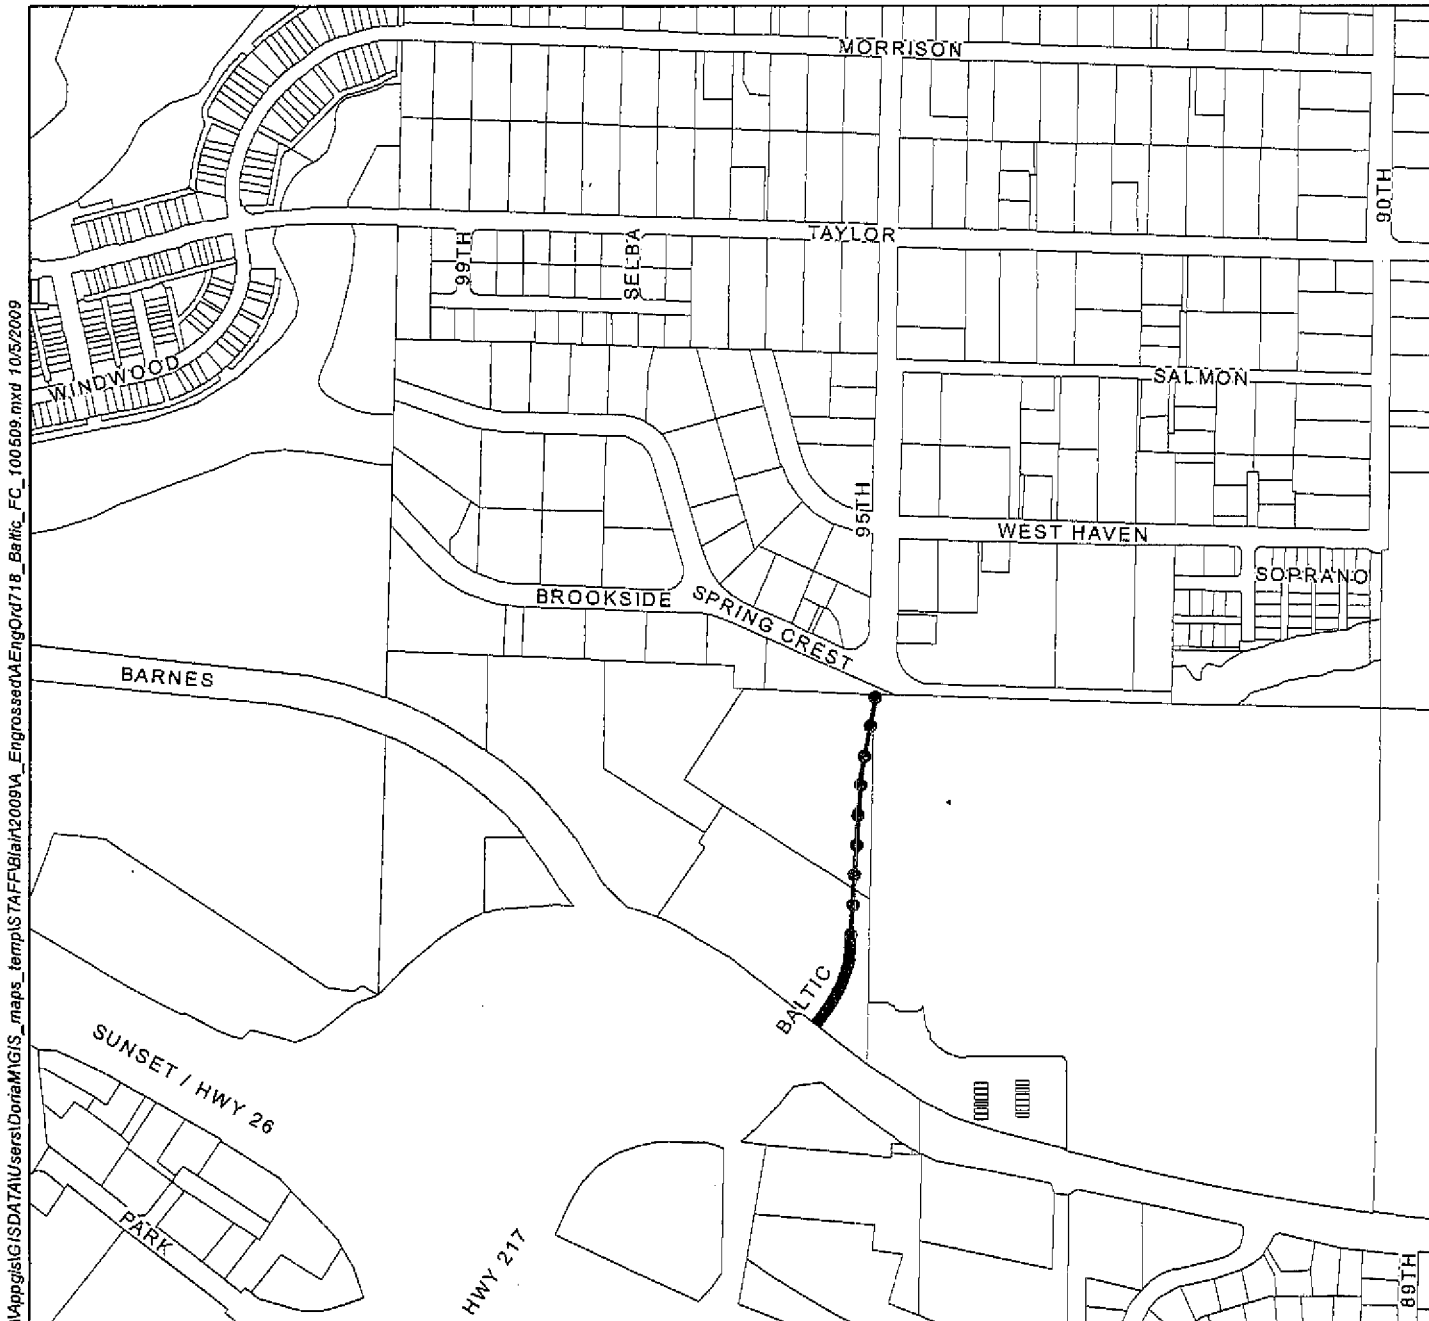 MORRISON
90TH
TAYLOR
99TH
SELBA
WINDWOOD
SALMON
95TH
WEST HAVEN
SOPRANO
BROOKSIDE
SPRING CREST
BARNES
BALTIC
SUNSET / HWY 26
PARK
HWY 217
89TH
\Appgis\GISDATA\Users\DoriaM\GIS_maps_temp\STAFF\Blair\2009\A_Engrossed\AEngOrd718_Baltic_FC_100509.mxd 10/5/2009